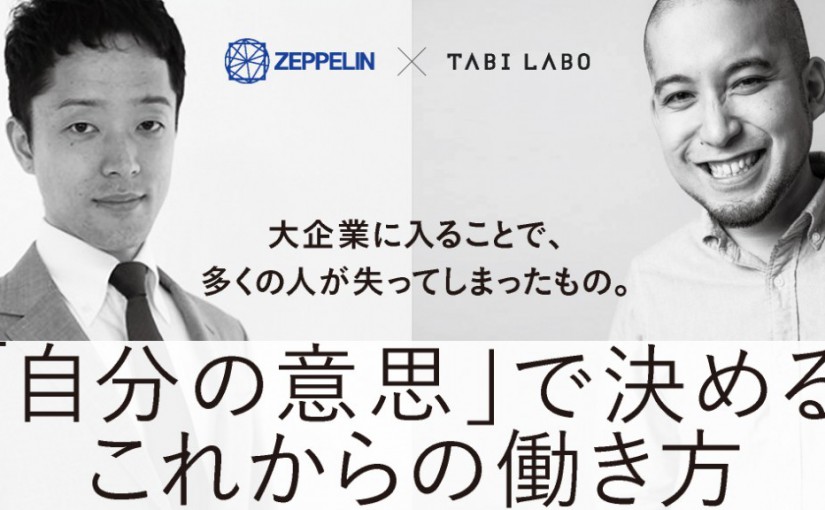 ZEPPELIN × TABI LABO
大企業に入ることで、
多くの人が失ってしまったもの。
「自分の意思」で決める
これからの働き方